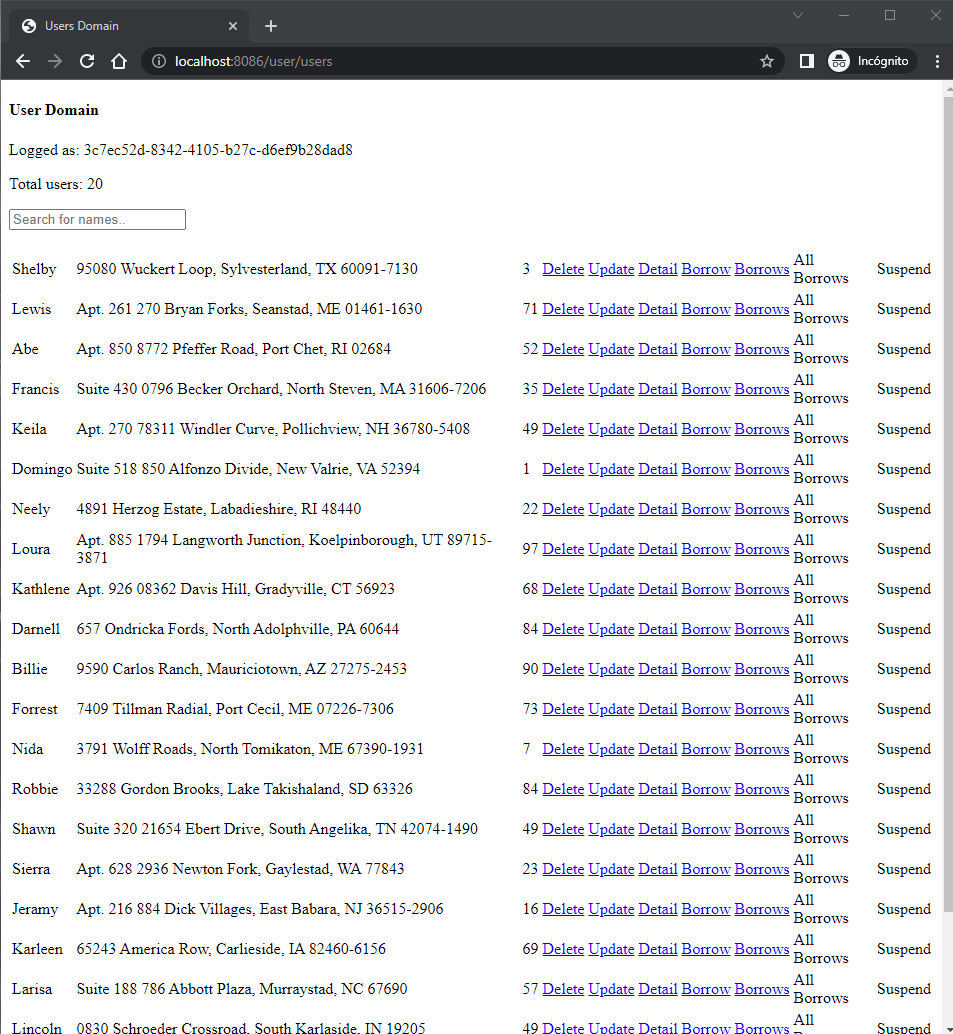 Users Domain
localhost:8086/user/users
Incógnito
User Domain
Logged as: 3c7ec52d-8342-4105-b27c-d6ef9b28dad8
Total users: 20
Search for names..
Shelby 95080 Wuckert Loop, Sylvesterland, TX 60091-7130 3 Delete Update Detail Borrow Borrows All Borrows Suspend
Lewis Apt. 261 270 Bryan Forks, Seanstad, ME 01461-1630 71 Delete Update Detail Borrow Borrows All Borrows Suspend
Abe Apt. 850 8772 Pfeffer Road, Port Chet, RI 02684 52 Delete Update Detail Borrow Borrows All Borrows Suspend
Francis Suite 430 0796 Becker Orchard, North Steven, MA 31606-7206 35 Delete Update Detail Borrow Borrows All Borrows Suspend
Keila Apt. 270 78311 Windler Curve, Pollichview, NH 36780-5408 49 Delete Update Detail Borrow Borrows All Borrows Suspend
Domingo Suite 518 850 Alfonzo Divide, New Valrie, VA 52394 1 Delete Update Detail Borrow Borrows All Borrows Suspend
Neely 4891 Herzog Estate, Labadieshire, RI 48440 22 Delete Update Detail Borrow Borrows All Borrows Suspend
Loura Apt. 885 1794 Langworth Junction, Koelpinborough, UT 89715-3871 97 Delete Update Detail Borrow Borrows All Borrows Suspend
Kathlene Apt. 926 08362 Davis Hill, Gradyville, CT 56923 68 Delete Update Detail Borrow Borrows All Borrows Suspend
Darnell 657 Ondricka Fords, North Adolphville, PA 60644 84 Delete Update Detail Borrow Borrows All Borrows Suspend
Billie 9590 Carlos Ranch, Mauriciotown, AZ 27275-2453 90 Delete Update Detail Borrow Borrows All Borrows Suspend
Forrest 7409 Tillman Radial, Port Cecil, ME 07226-7306 73 Delete Update Detail Borrow Borrows All Borrows Suspend
Nida 3791 Wolff Roads, North Tomikaton, ME 67390-1931 7 Delete Update Detail Borrow Borrows All Borrows Suspend
Robbie 33288 Gordon Brooks, Lake Takishaland, SD 63326 84 Delete Update Detail Borrow Borrows All Borrows Suspend
Shawn Suite 320 21654 Ebert Drive, South Angelika, TN 42074-1490 49 Delete Update Detail Borrow Borrows All Borrows Suspend
Sierra Apt. 628 2936 Newton Fork, Gaylestad, WA 77843 23 Delete Update Detail Borrow Borrows All Borrows Suspend
Jeramy Apt. 216 884 Dick Villages, East Babara, NJ 36515-2906 16 Delete Update Detail Borrow Borrows All Borrows Suspend
Karleen 65243 America Row, Carlieside, IA 82460-6156 69 Delete Update Detail Borrow Borrows All Borrows Suspend
Larisa Suite 188 786 Abbott Plaza, Murraystad, NC 67690 57 Delete Update Detail Borrow Borrows All Borrows Suspend
Lincoln 0830 Schroeder Crossroad, South Karlaside, IN 19205 49 Delete Update Detail Borrow Borrows All Borrows Suspend